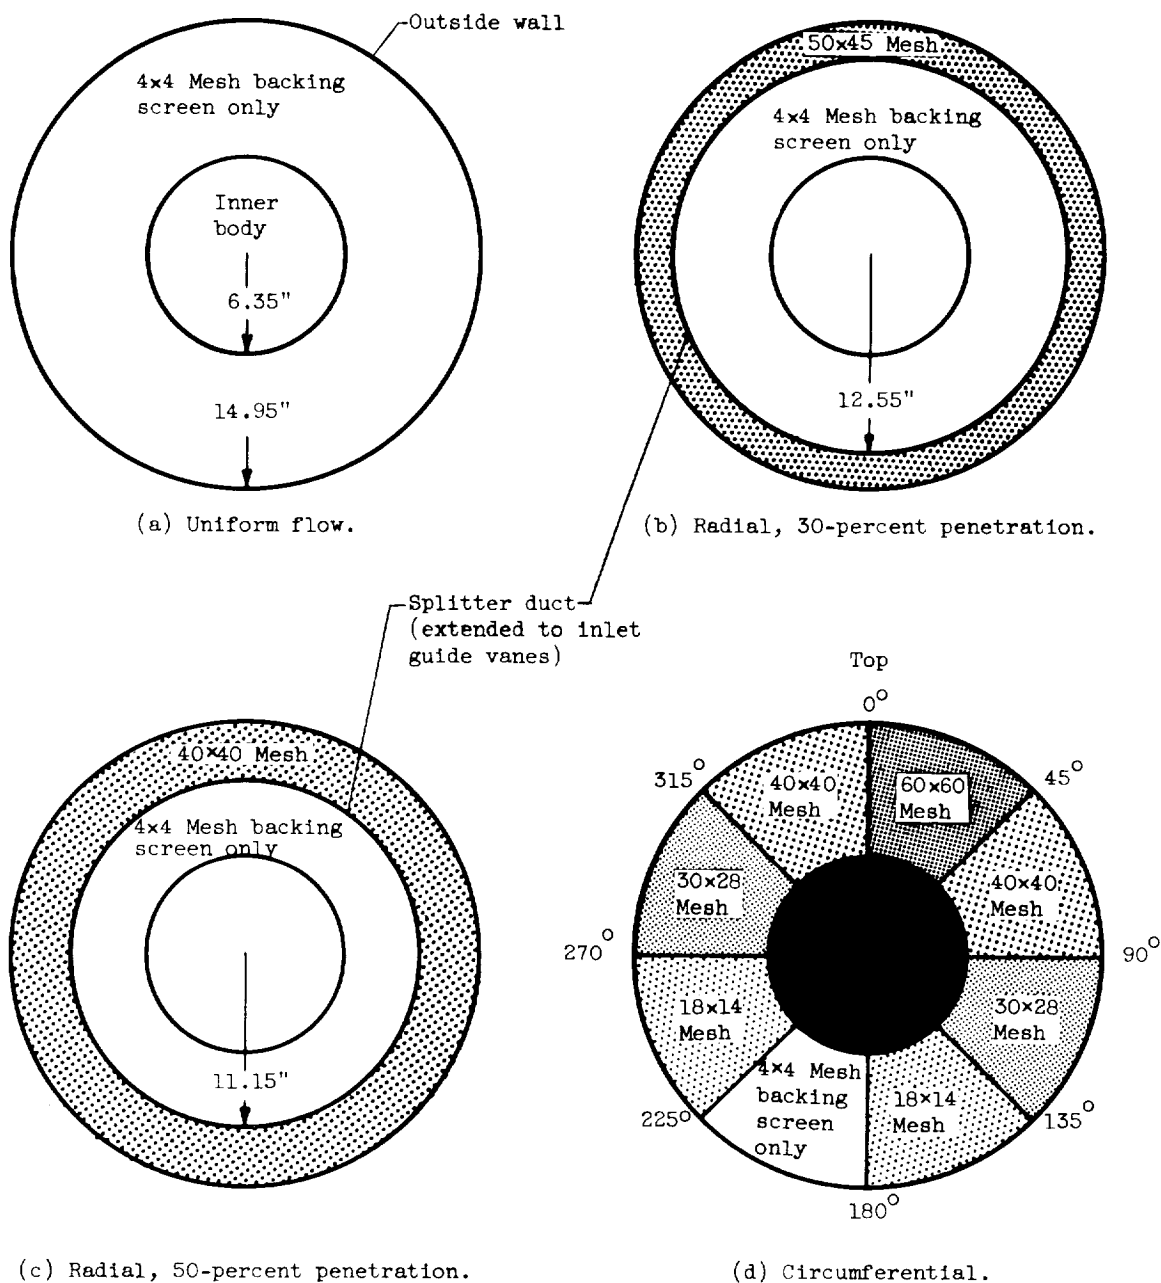 Outside wall
4×4 Mesh backing
screen only
Inner
body
6.35"
14.95"
(a) Uniform flow.
50×45 Mesh
4×4 Mesh backing
screen only
12.55"
(b) Radial, 30-percent penetration.
Splitter duct
(extended to inlet
guide vanes)
40×40 Mesh
4×4 Mesh backing
screen only
11.15"
(c) Radial, 50-percent penetration.
Top
0°
315°
45°
40×40
Mesh
60×60
Mesh
30×28
Mesh
40×40
Mesh
270°
90°
18×14
Mesh
30×28
Mesh
4×4 Mesh
backing
screen
only
18×14
Mesh
225°
135°
180°
(d) Circumferential.